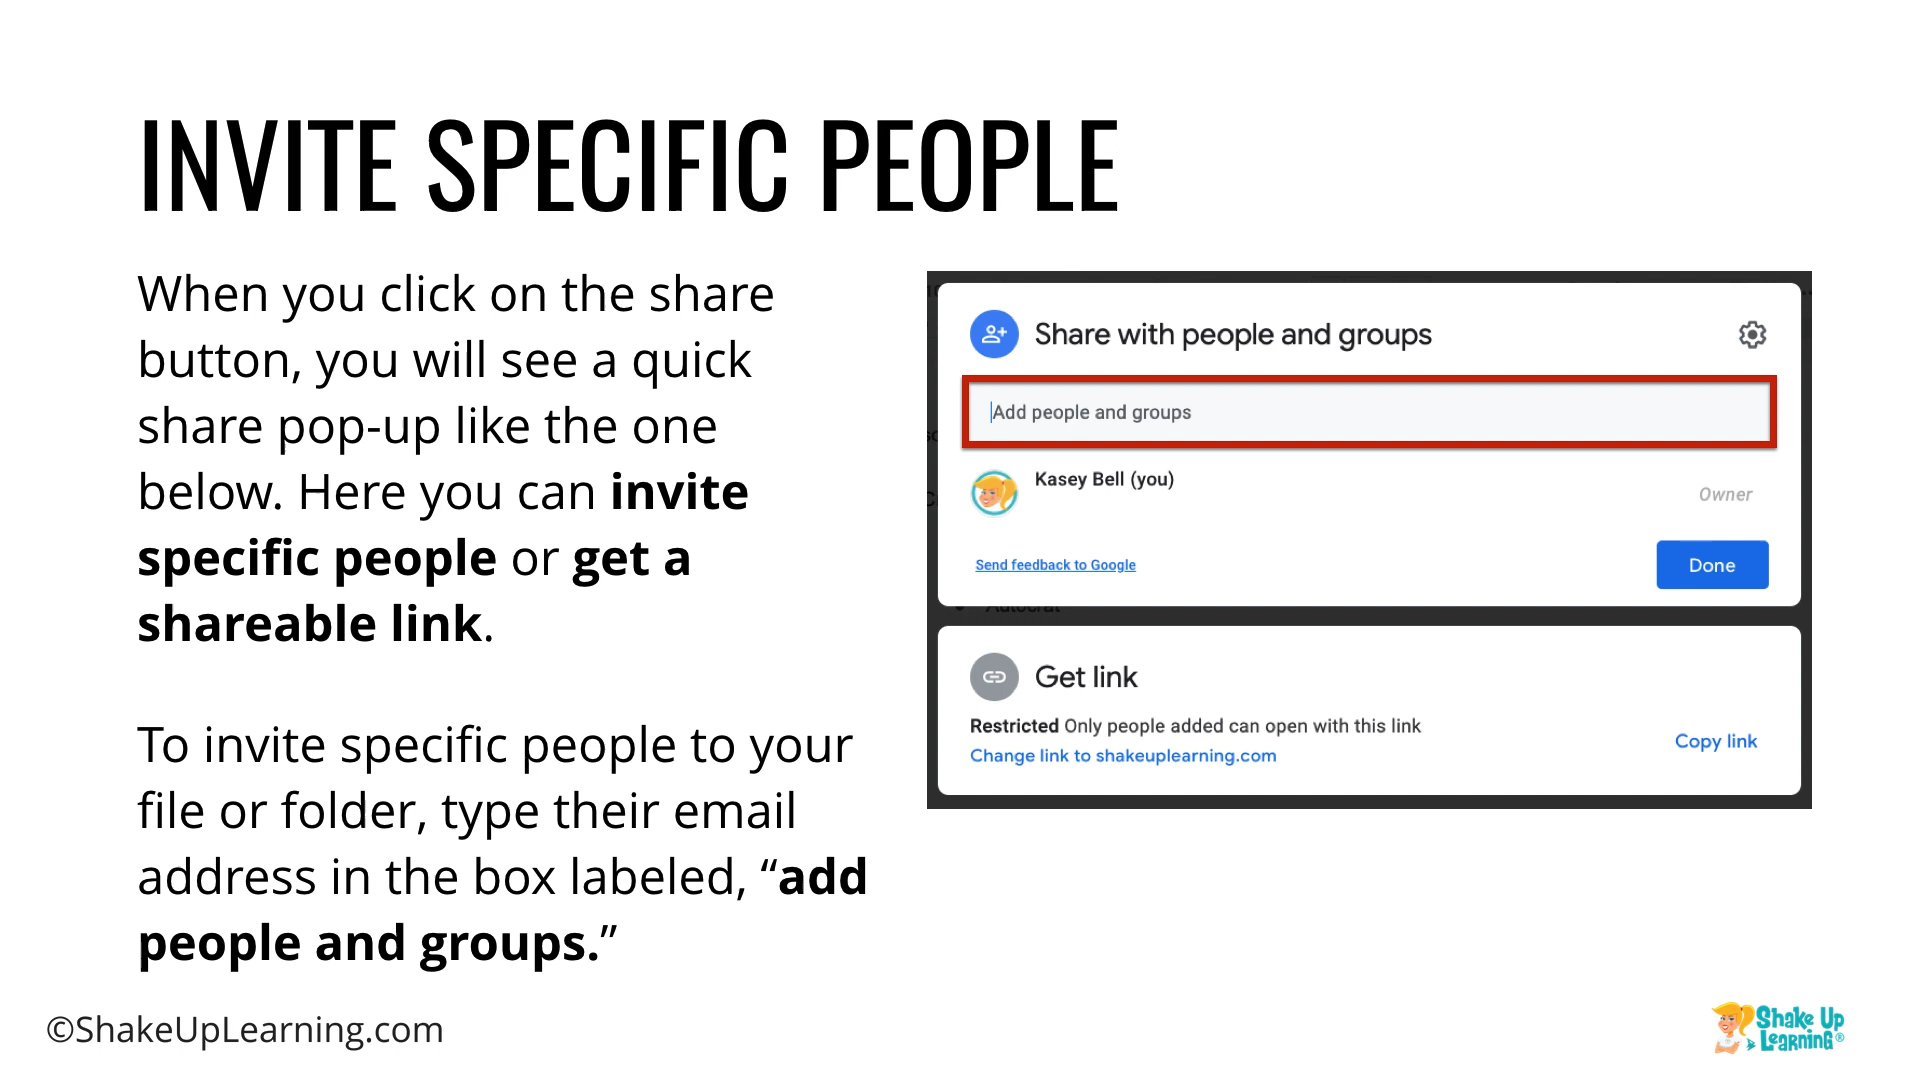 INVITE SPECIFIC PEOPLE
When you click on the share
button, you will see a quick
share pop-up like the one
below. Here you can invite
specific people or get a
shareable link.
To invite specific people to your
file or folder, type their email
address in the box labeled, “add
people and groups.”
Share with people and groups
Add people and groups
Kasey Bell (you)
Owner
Send feedback to Google
Done
Autocrat
Get link
Restricted Only people added can open with this link
Change link to shakeuplearning.com
Copy link
©ShakeUpLearning.com
Shake Up
Learning®